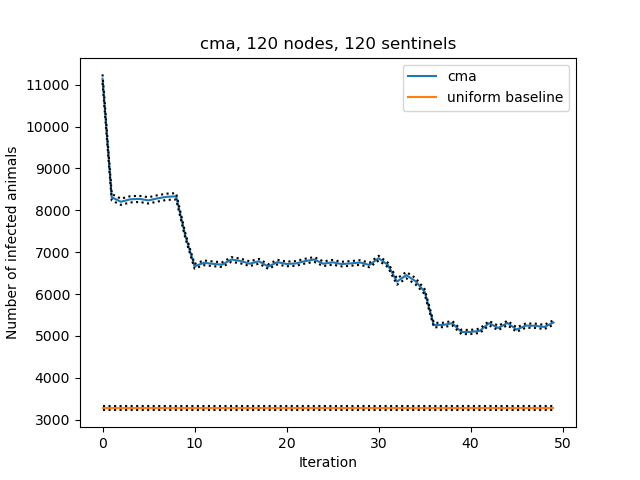 cma, 120 nodes, 120 sentinels
cma
uniform baseline
11000
10000
9000
8000
7000
6000
5000
4000
3000
Number of infected animals
0 10 20 30 40 50
Iteration